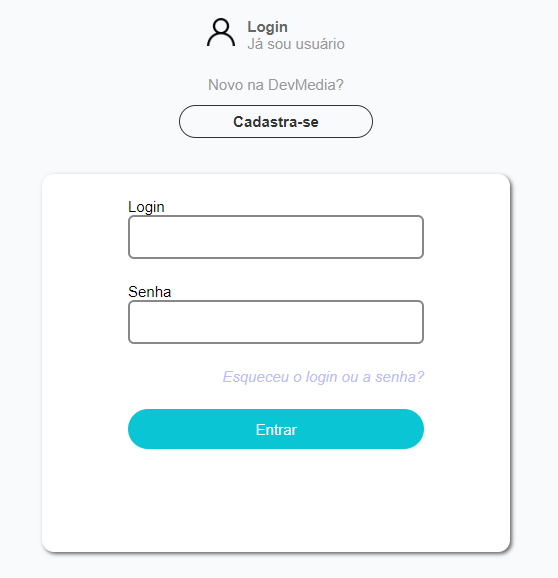 Login
Já sou usuário
Novo na DevMedia?
Cadastra-se
Login
Senha
Esqueceu o login ou a senha?
Entrar